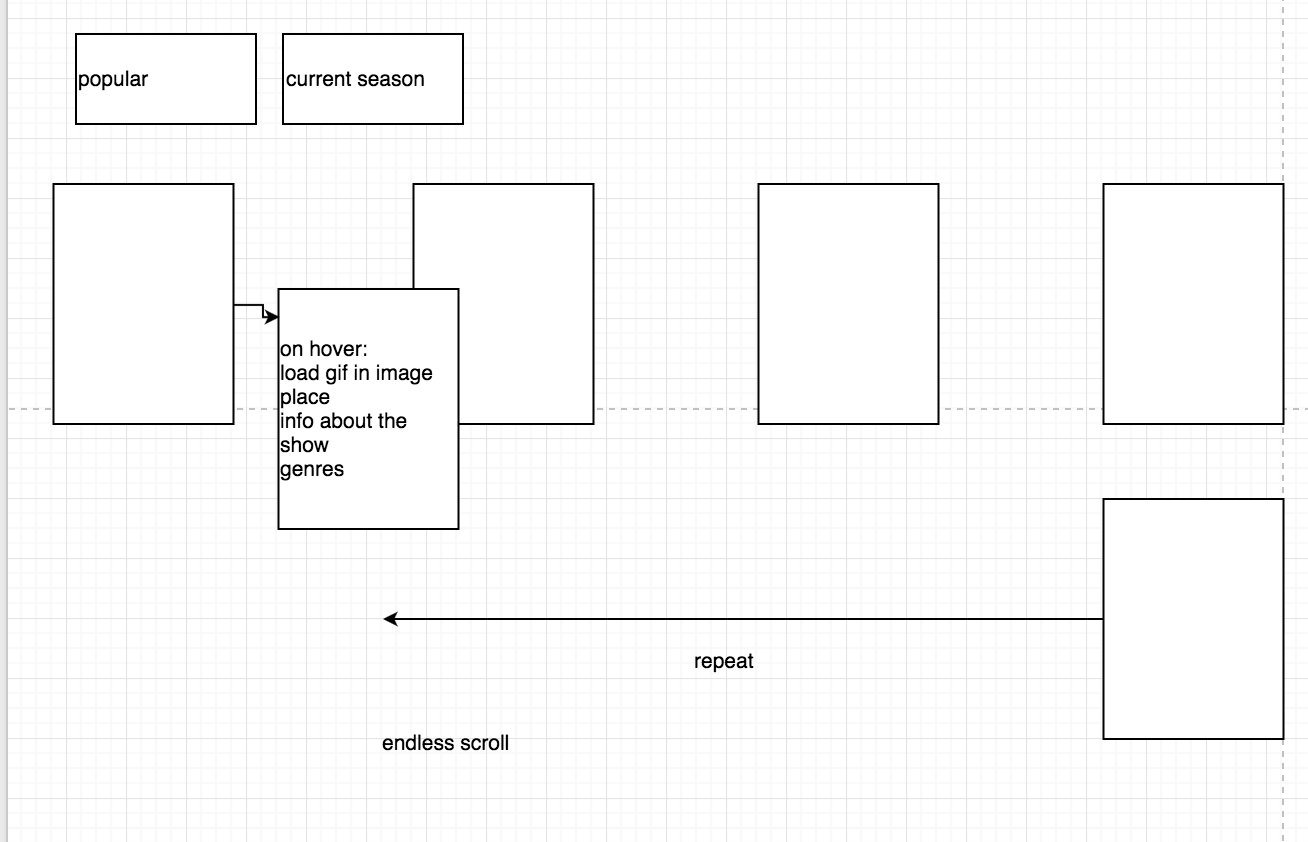 popular
current season
on hover:
load gif in image
place
info about the
show
genres
repeat
endless scroll